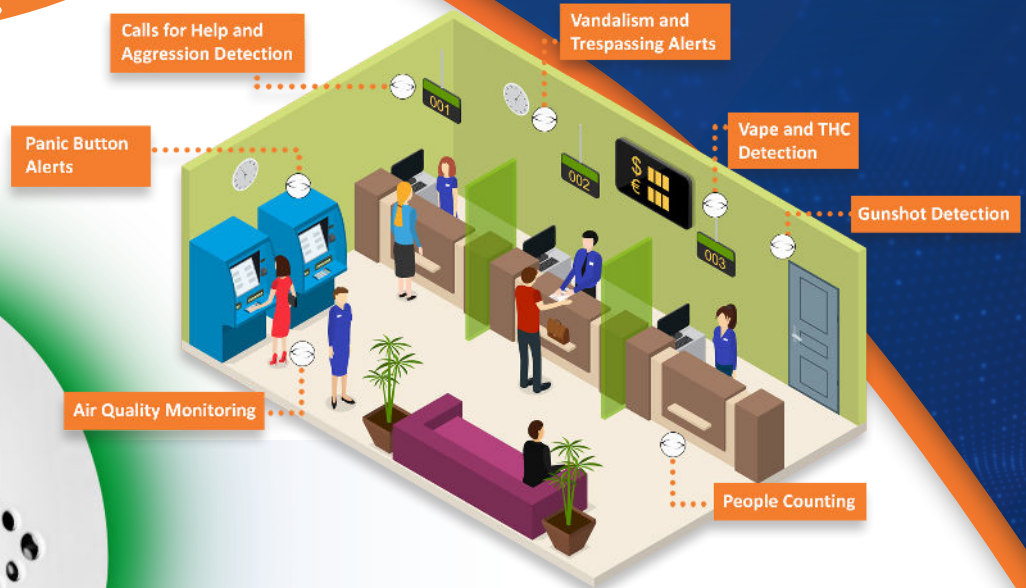 Calls for Help and
Aggression Detection
Vandalism and
Trespassing Alerts
Panic Button
Alerts
Vape and THC
Detection
Gunshot Detection
001
002
$
€
003
Air Quality Monitoring
People Counting